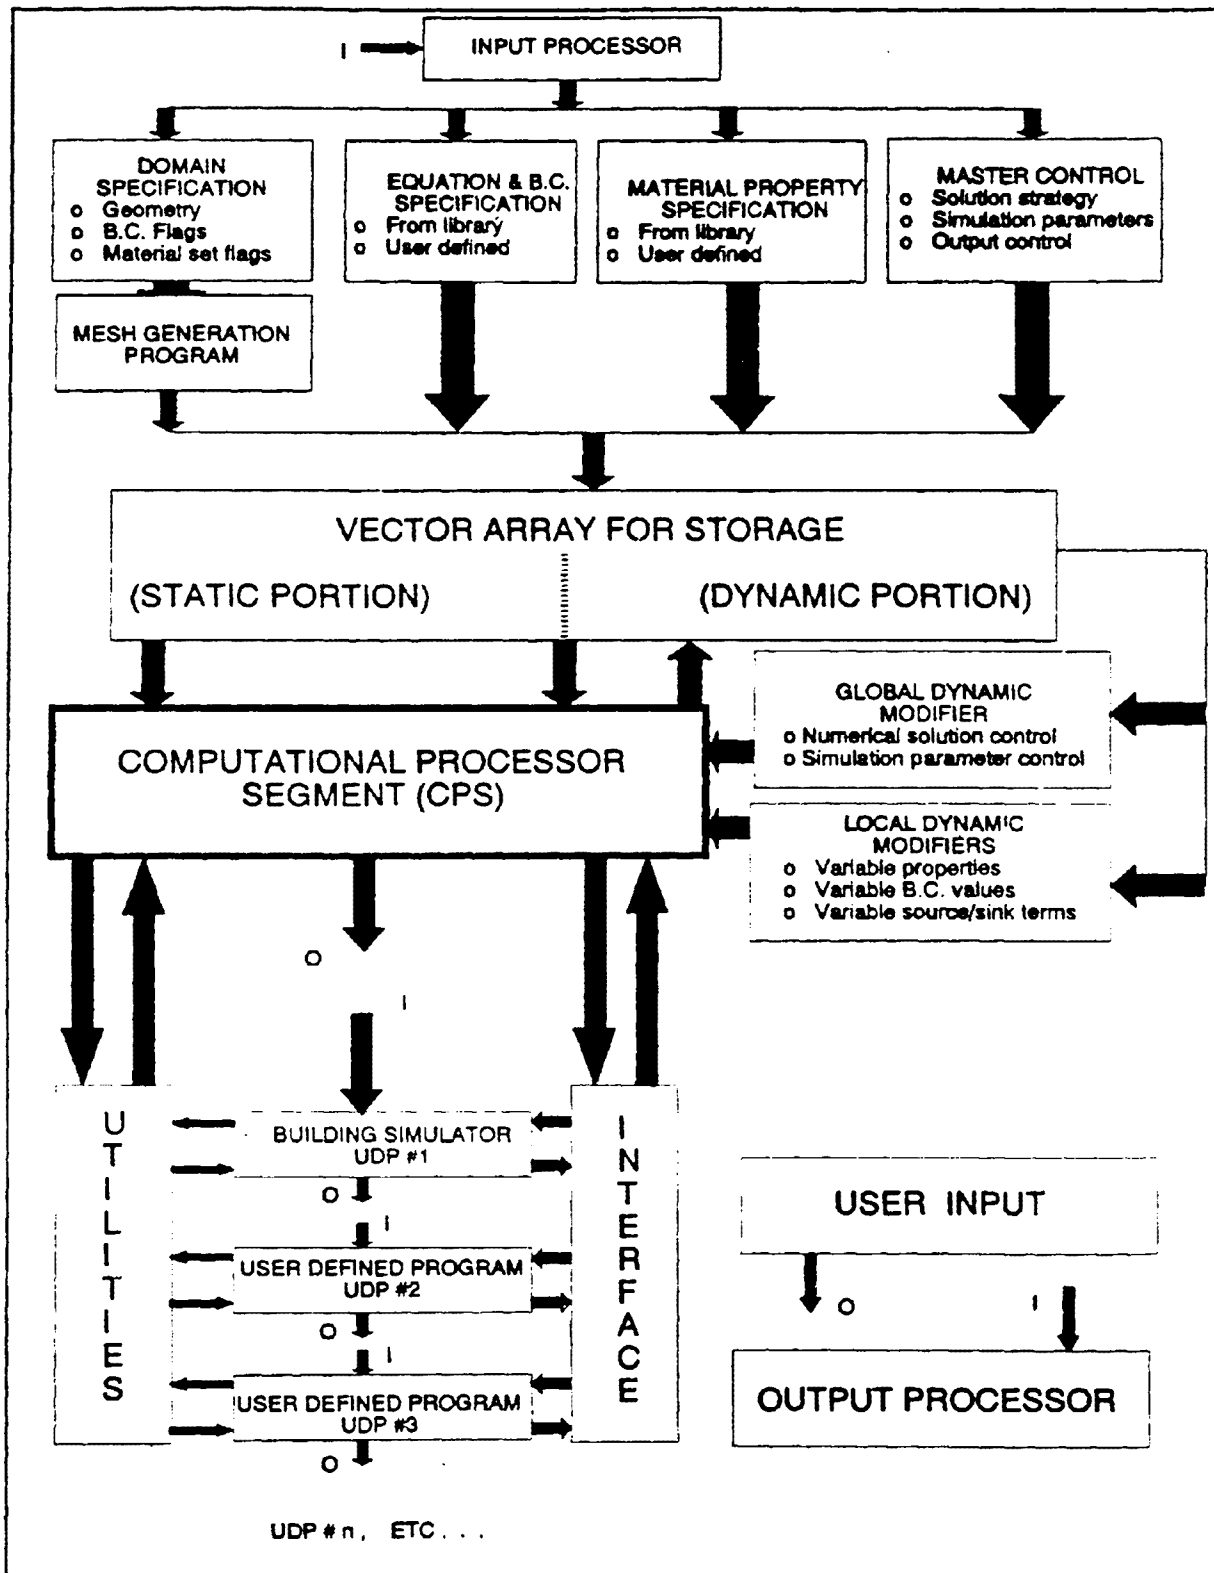 I
INPUT PROCESSOR
DOMAIN
SPECIFICATION
o Geometry
o B.C. Flags
o Material set flags
EQUATION & B.C.
SPECIFICATION
o From library
o User defined
MATERIAL PROPERTY
SPECIFICATION
o From library
o User defined
MASTER CONTROL
o Solution strategy
o Simulation parameters
o Output control
MESH GENERATION
PROGRAM
VECTOR ARRAY FOR STORAGE
(STATIC PORTION)
(DYNAMIC PORTION)
GLOBAL DYNAMIC
MODIFIER
o Numerical solution control
o Simulation parameter control
COMPUTATIONAL PROCESSOR
SEGMENT (CPS)
LOCAL DYNAMIC
MODIFIERS
o Variable properties
o Variable B.C. values
o Variable source/sink terms
O
I
UTILITIES
BUILDING SIMULATOR
UDP #1
O
I
USER DEFINED PROGRAM
UDP #2
O
I
USER DEFINED PROGRAM
UDP #3
O
INTERFACE
USER INPUT
O
I
OUTPUT PROCESSOR
UDP # n, ETC . . .